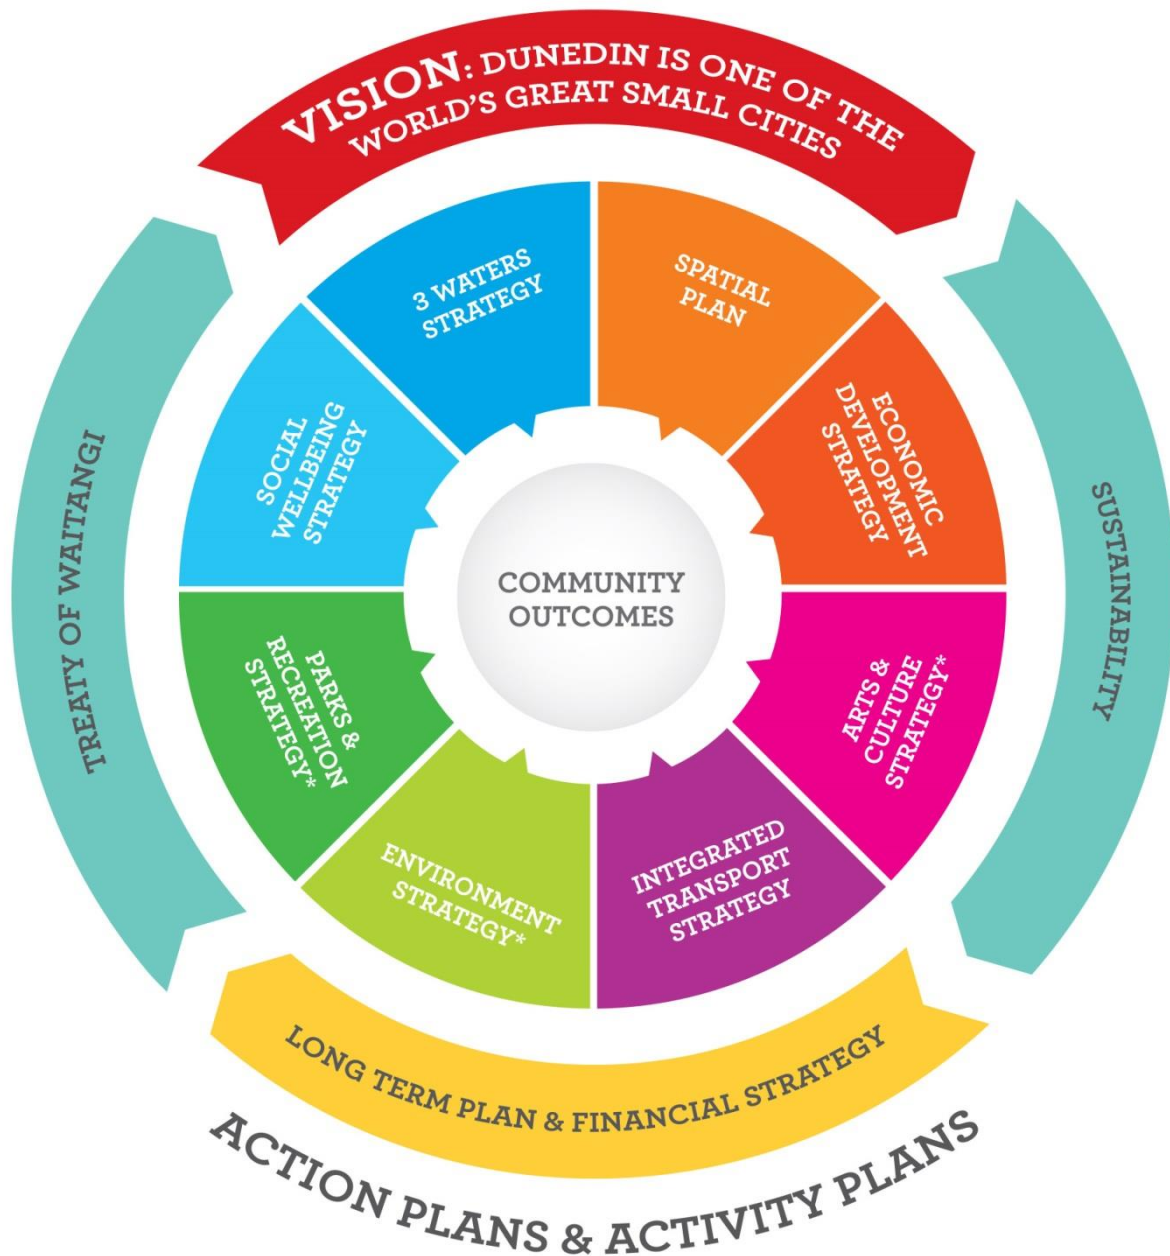 VISION: DUNEDIN IS ONE OF THE
WORLD'S GREAT SMALL CITIES
3 WATERS
STRATEGY
SPATIAL
PLAN
ECONOMIC
DEVELOPMENT
STRATEGY
ARTS &
CULTURE
STRATEGY*
INTEGRATED
TRANSPORT
STRATEGY
ENVIRONMENT
STRATEGY*
PARKS &
RECREATION
STRATEGY*
SOCIAL
WELLBEING
STRATEGY
COMMUNITY
OUTCOMES
TREATY OF WAITANGI
SUSTAINABILITY
LONG TERM PLAN & FINANCIAL STRATEGY
ACTION PLANS & ACTIVITY PLANS